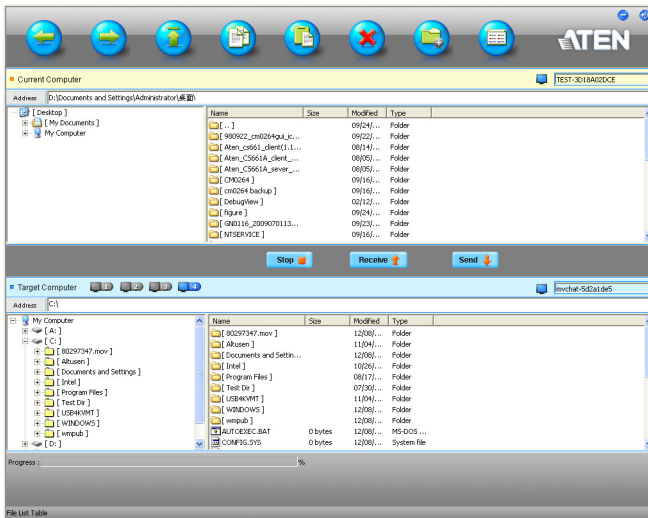 ATEN
Current Computer
TEST-3D18A02DCE
Address D:\Documents and Settings\Administrator\桌面\
[ Desktop ]
[ My Documents ]
My Computer
Name Size Modified Type
[ .. ] 09/24/... Folder
[ 980922_cm0264gui_ic... 09/22/... Folder
[ Aten_cs661_client_(1.1... 08/14/... Folder
[ Aten_CS661A_client_... 08/05/... Folder
[ Aten_CS661A_sever_... 08/05/... Folder
[ CM0264 ] 09/16/... Folder
[ cm0264 backup ] 09/16/... Folder
[ DebugView ] 02/12/... Folder
[ figure ] 09/24/... Folder
[ GN0116_2009070113... 09/23/... Folder
[ NTSERVICE ] 09/16/... Folder
Stop Receive Send
Target Computer 1 2 3 4
mvchat-5d2a1de5
Address C:\
My Computer
[ A: ]
[ C: ]
[ 80297347.mov ]
[ Altusen ]
[ Documents and Settings ]
[ Intel ]
[ Program Files ]
[ Test Dir ]
[ USB4KVMT ]
[ WINDOWS ]
[ wmpub ]
[ D: ]
Name Size Modified Type
[ 80297347.mov ] 12/08/... Folder
[ Altusen ] 11/04/... Folder
[ Documents and Settin... 12/08/... Folder
[ Intel ] 10/26/... Folder
[ Program Files ] 08/17/... Folder
[ Test Dir ] 07/30/... Folder
[ USB4KVMT ] 11/04/... Folder
[ WINDOWS ] 12/08/... Folder
[ wmpub ] 12/08/... Folder
AUTOEXEC.BAT 0 bytes 12/08/... MS-DOS ...
CONFIG.SYS 0 bytes 12/08/... System file
Progress : %
File List Table